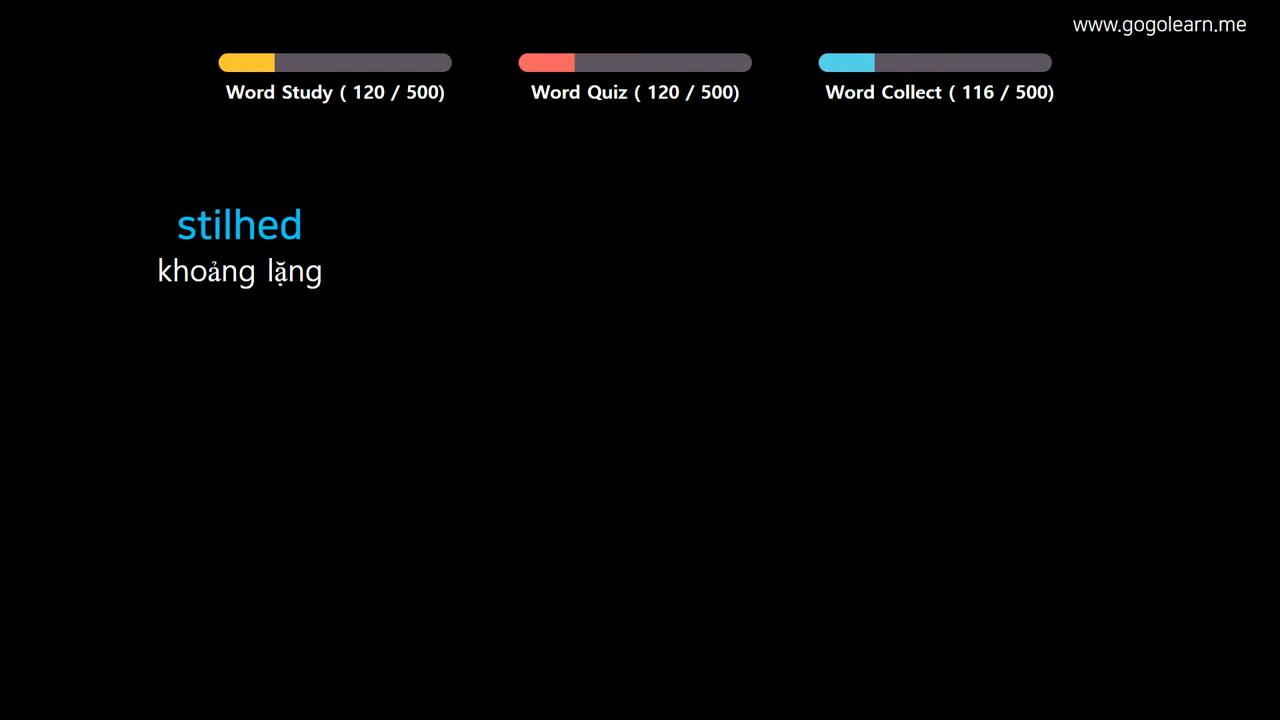 www.gogolearn.me
Word Study ( 120 / 500)
Word Quiz ( 120 / 500)
Word Collect ( 116 / 500)
stilhed
khoảng lặng